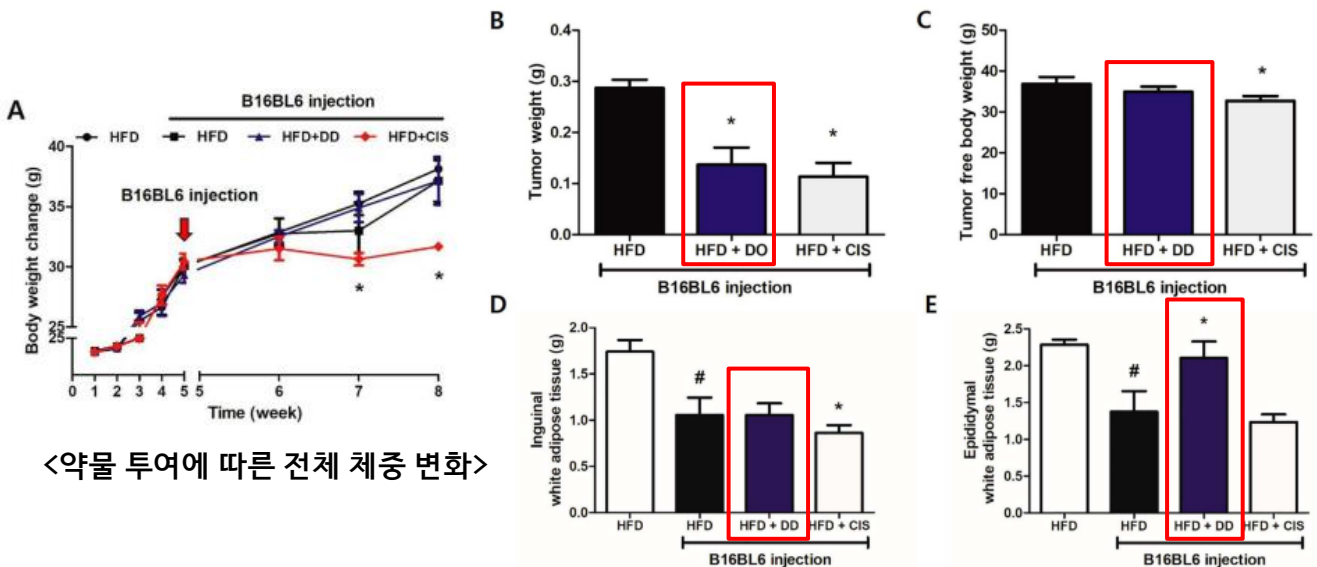 A
B16BL6 injection
HFD HFD HFD+DD HFD+CIS
Body weight change (g)
40
35
30
25
25
B16BL6 injection
*
*
0 1 2 3 4 5 5 6 7 8
Time (week)
<약물 투여에 따른 전체 체중 변화>
B
Tumor weight (g)
0.4
0.3
0.2
0.1
0.0
*
*
HFD HFD + DO HFD + CIS
B16BL6 injection
C
Tumor free body weight (g)
50
40
30
20
10
0
*
HFD HFD + DD HFD + CIS
B16BL6 injection
D
Inguinal
white adipose tissue (g)
2.0
1.5
1.0
0.5
0.0
#
*
HFD HFD HFD + DD HFD + CIS
B16BL6 injection
E
Epididymal
white adipose tissue (g)
2.5
2.0
1.5
1.0
0.5
0.0
#
*
HFD HFD HFD + DD HFD + CIS
B16BL6 injection